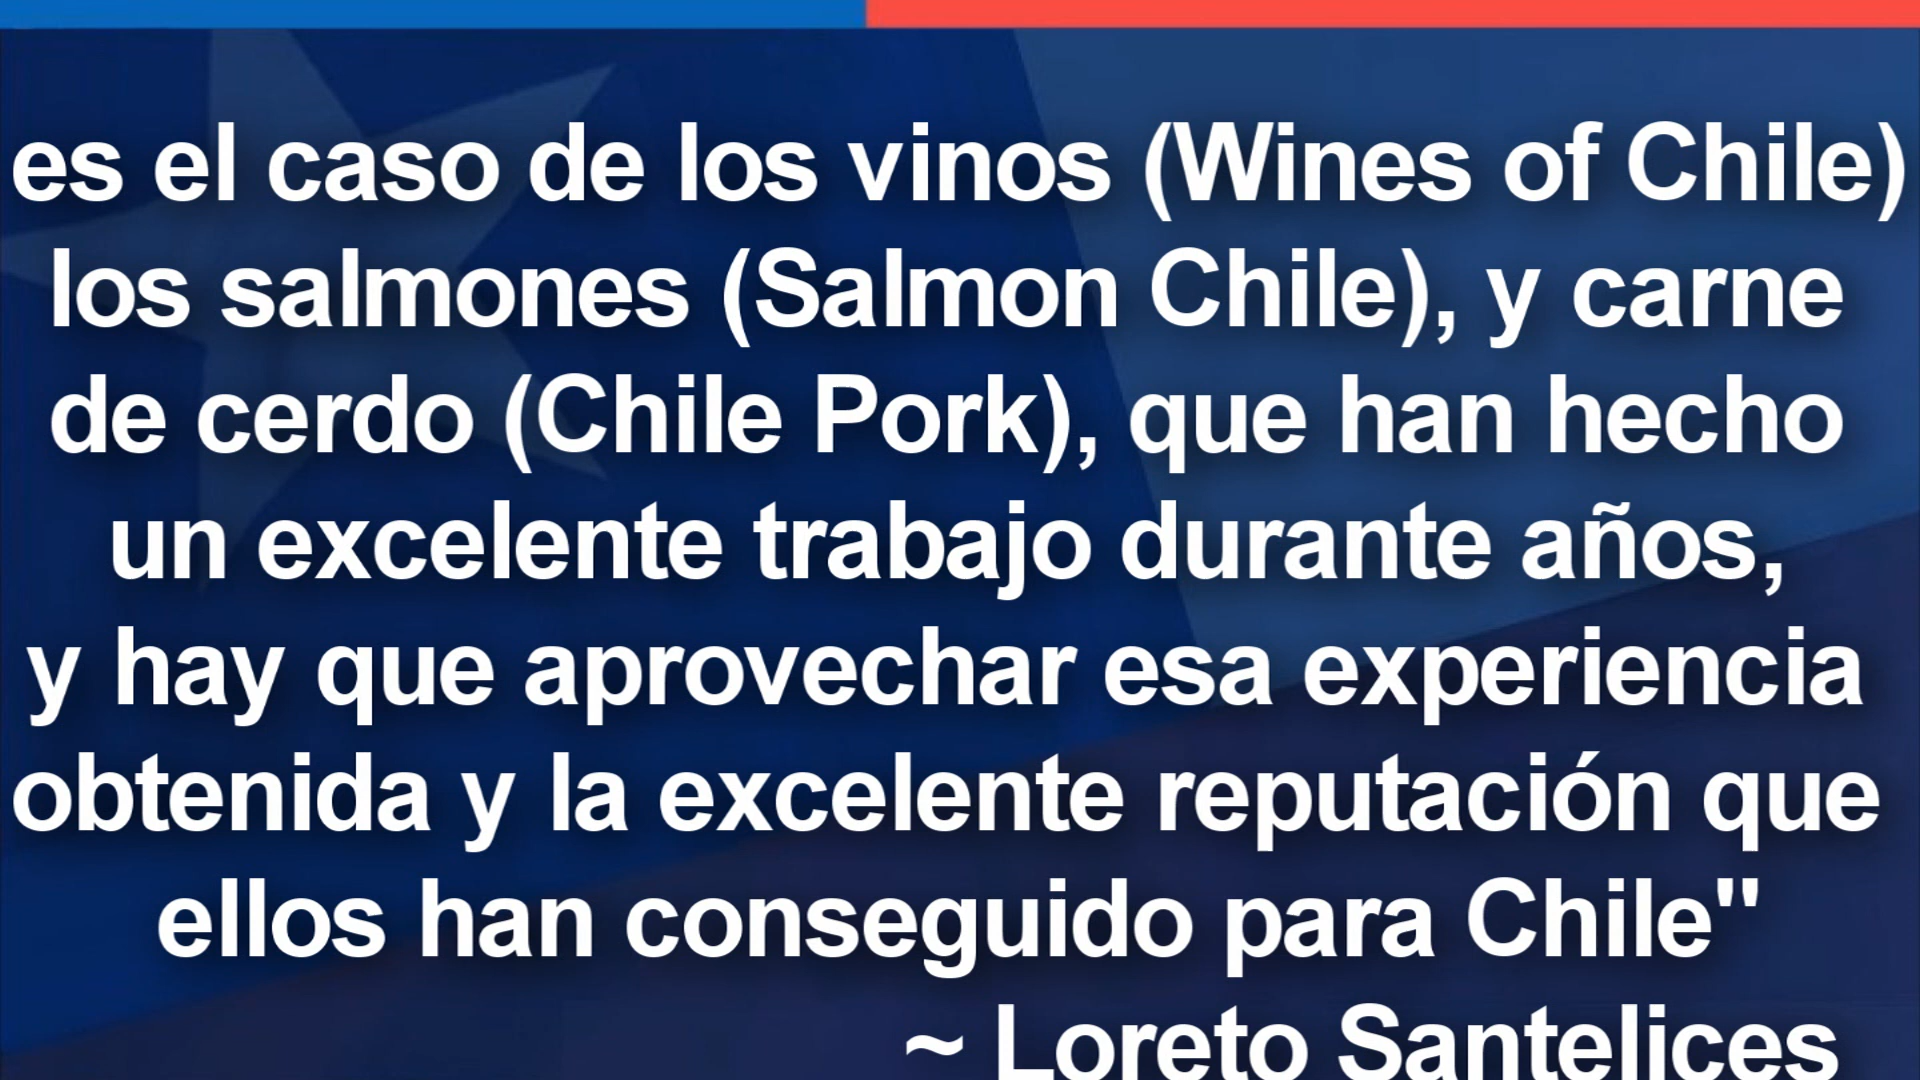 es el caso de los vinos (Wines of Chile)
los salmones (Salmon Chile), y carne
de cerdo (Chile Pork), que han hecho
un excelente trabajo durante años,
y hay que aprovechar esa experiencia
obtenida y la excelente reputación que
ellos han conseguido para Chile"
~ Loreto Santelices